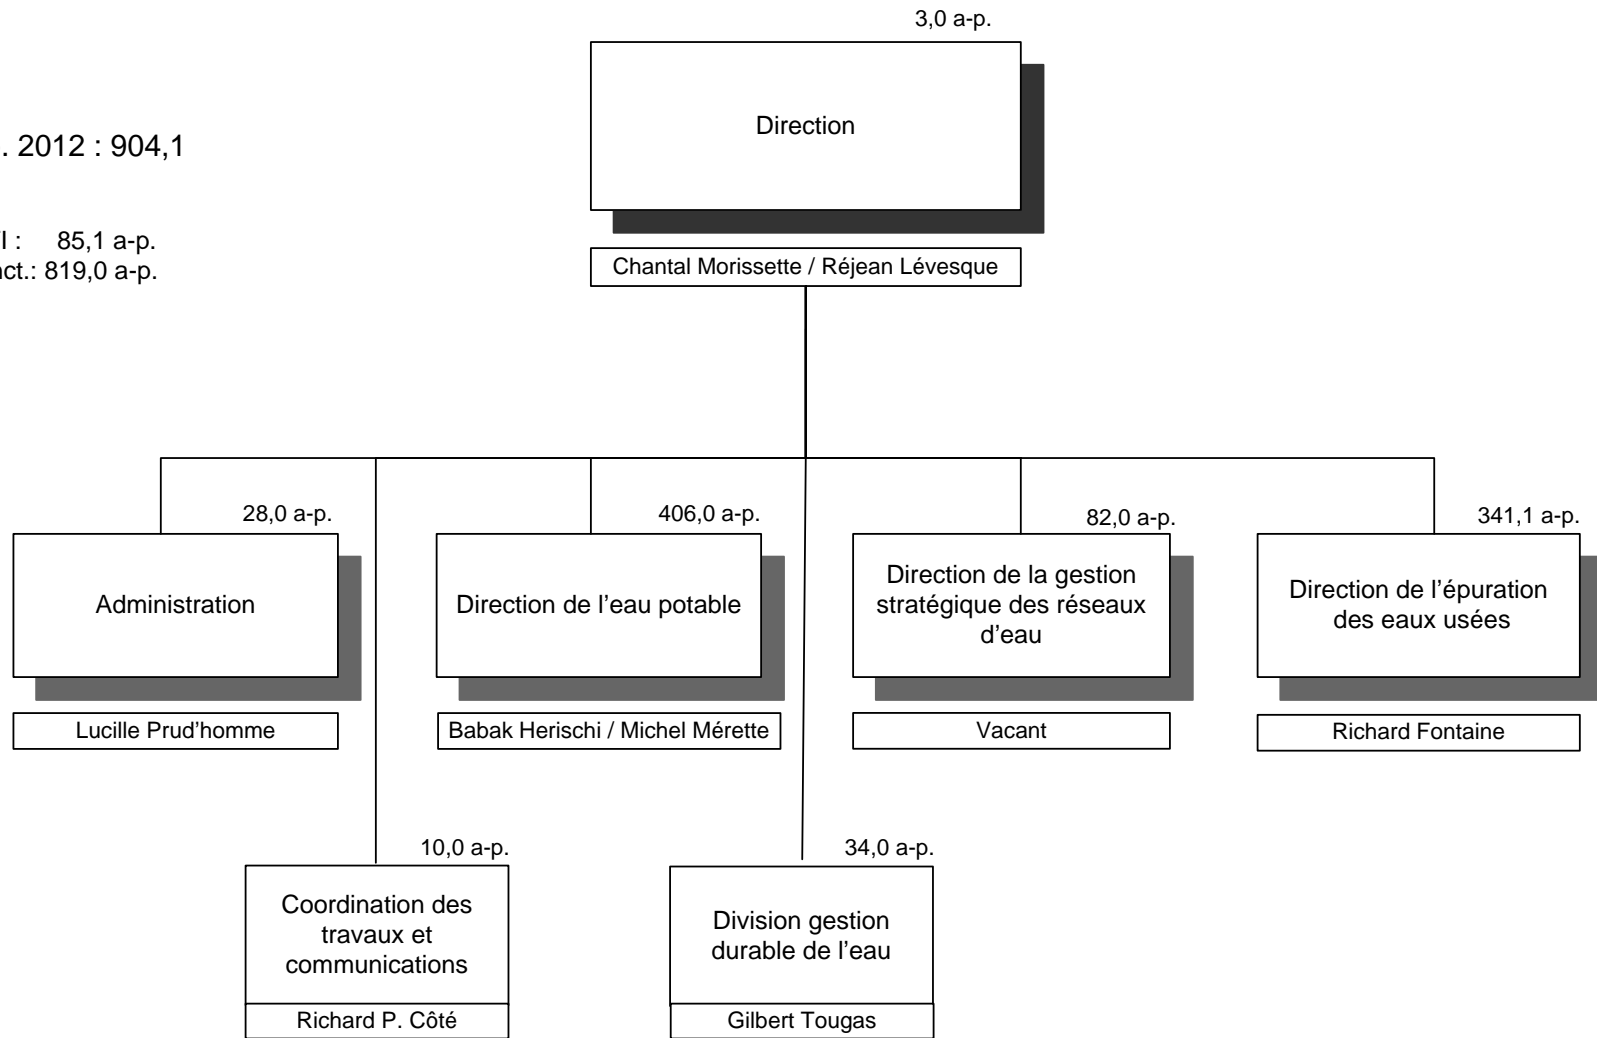 3,0 a-p.
Direction
. 2012 : 904,1
I : 85,1 a-p.
nct.: 819,0 a-p.
Chantal Morissette / Réjean Lévesque
28,0 a-p.
406,0 a-p.
82,0 a-p.
341,1 a-p.
Administration
Direction de l’eau potable
Direction de la gestion
stratégique des réseaux
d’eau
Direction de l’épuration
des eaux usées
Lucille Prud’homme
Babak Herischi / Michel Mérette
Vacant
Richard Fontaine
10,0 a-p.
34,0 a-p.
Coordination des
travaux et
communications
Division gestion
durable de l’eau
Richard P. Côté
Gilbert Tougas